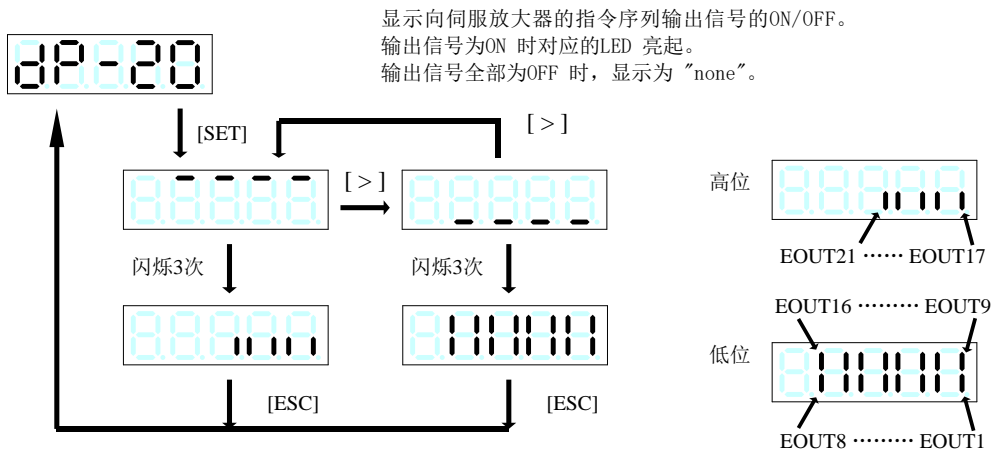 显示向伺服放大器的指令序列输出信号的ON/OFF。
输出信号为ON 时对应的LED 亮起。
输出信号全部为OFF 时，显示为 "none"。
dP-20
[SET]
[ > ]
[ > ]
闪烁3次
闪烁3次
[ESC]
[ESC]
高位
EOUT21 ⋯⋯ EOUT17
EOUT16 ⋯⋯⋯ EOUT9
低位
EOUT8 ⋯⋯⋯ EOUT1